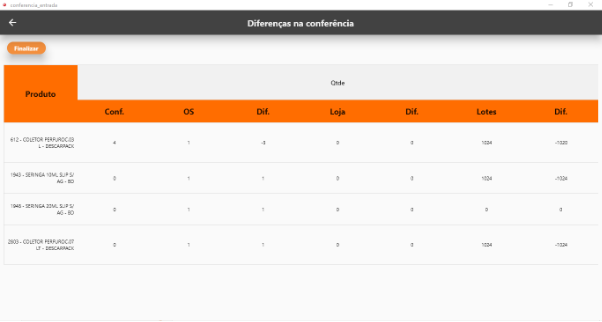 conferencia_entrada
Diferenças na conferência
Finalizar
Produto
Qtde
Conf. OS Dif. Loja Dif. Lotes Dif.
612 - COLETOR PERFUROC.03
L - DESCARPACK
4 1 -3 0 0 1024 -1020
1943 - SERINGA 10ML SLIP S/
AG - BD
0 1 1 0 0 1024 -1024
1946 - SERINGA 20ML SLIP S/
AG - BD
0 1 1 0 0 0 0
2003 - COLETOR PERFUROC.07
LT - DESCARPACK
0 1 1 0 0 1024 -1024